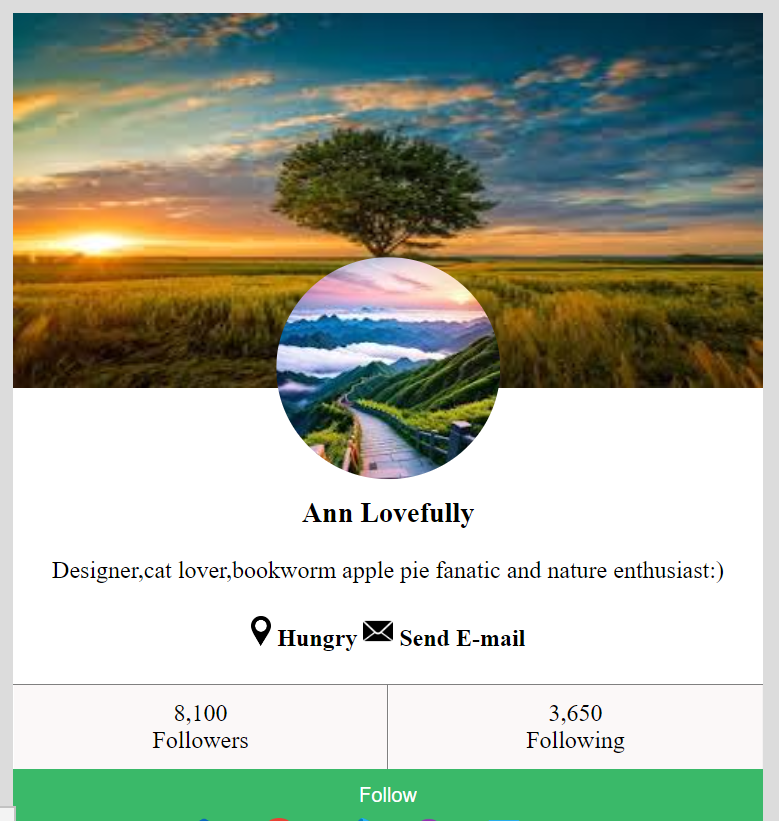 Ann Lovefully
Designer,cat lover,bookworm apple pie fanatic and nature enthusiast:)
Hungry Send E-mail
8,100 3,650
Followers Following
Follow